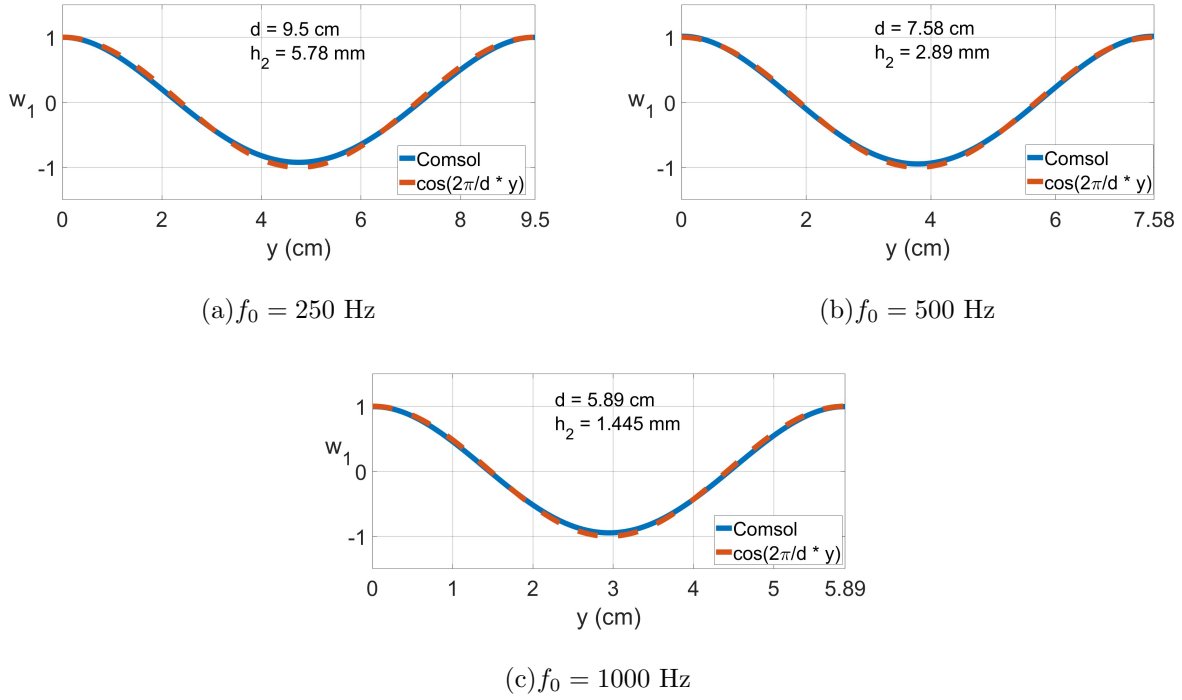 d = 9.5 cm
h2 = 5.78 mm
w1
1
0
-1
Comsol
cos(2π/d * y)
0 2 4 6 8 9.5
y (cm)
(a)f0 = 250 Hz
d = 7.58 cm
h2 = 2.89 mm
w1
1
0
-1
Comsol
cos(2π/d * y)
0 2 4 6 7.58
y (cm)
(b)f0 = 500 Hz
d = 5.89 cm
h2 = 1.445 mm
w1
1
0
-1
Comsol
cos(2π/d * y)
0 1 2 3 4 5 5.89
y (cm)
(c)f0 = 1000 Hz